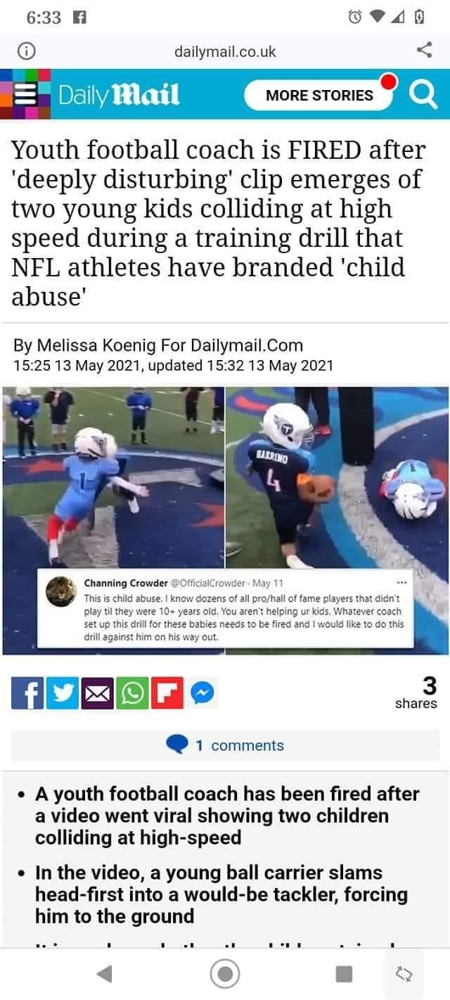 6:33
dailymail.co.uk
Daily Mail
MORE STORIES
Youth football coach is FIRED after
'deeply disturbing' clip emerges of
two young kids colliding at high
speed during a training drill that
NFL athletes have branded 'child
abuse'
By Melissa Koenig For Dailymail.Com
15:25 13 May 2021, updated 15:32 13 May 2021
1
4
Channing Crowder @OfficialCrowder · May 11
This is child abuse. I know dozens of all pro/hall of fame players that didn't
play til they were 10+ years old. You aren't helping ur kids. Whatever coach
set up this drill for these babies needs to be fired and I would like to do this
drill against him on his way out.
3
shares
1 comments
• A youth football coach has been fired after
a video went viral showing two children
colliding at high-speed
• In the video, a young ball carrier slams
head-first into a would-be tackler, forcing
him to the ground